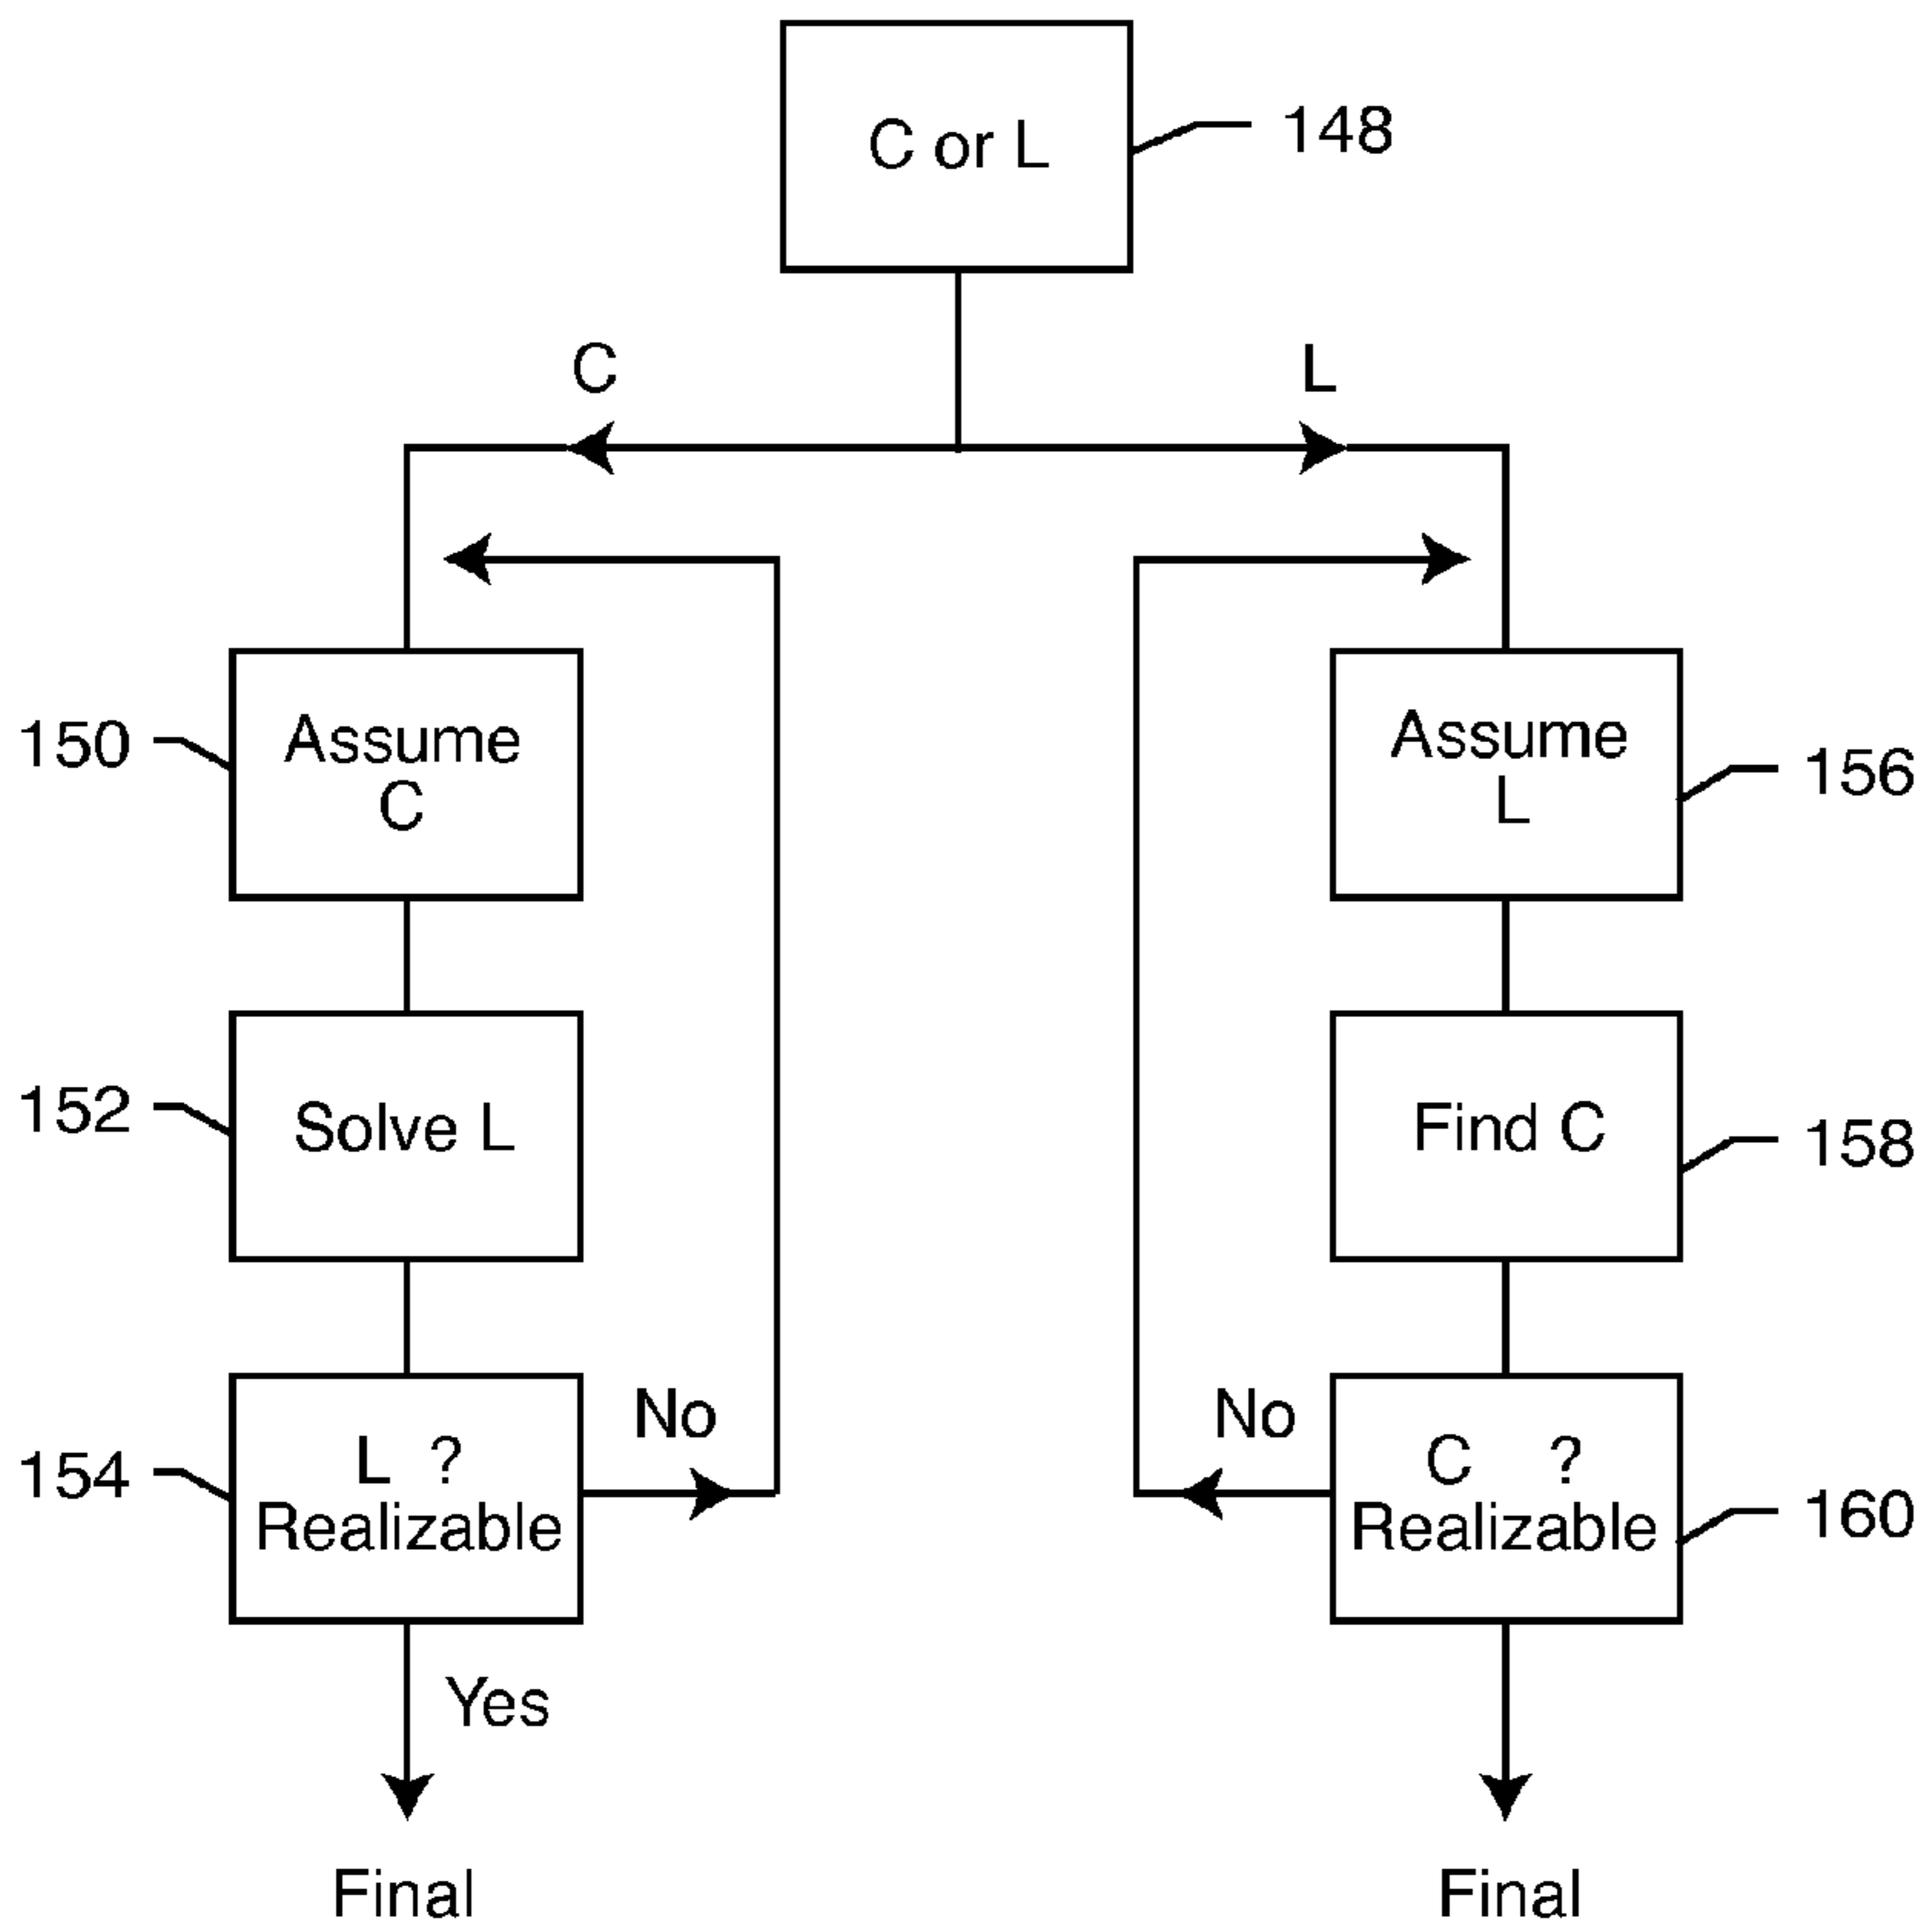 C or L
148
C
L
150
Assume
C
Assume
L
156
152
Solve L
Find C
158
154
L ?
Realizable
No
No
C ?
Realizable
160
Yes
Final
Final